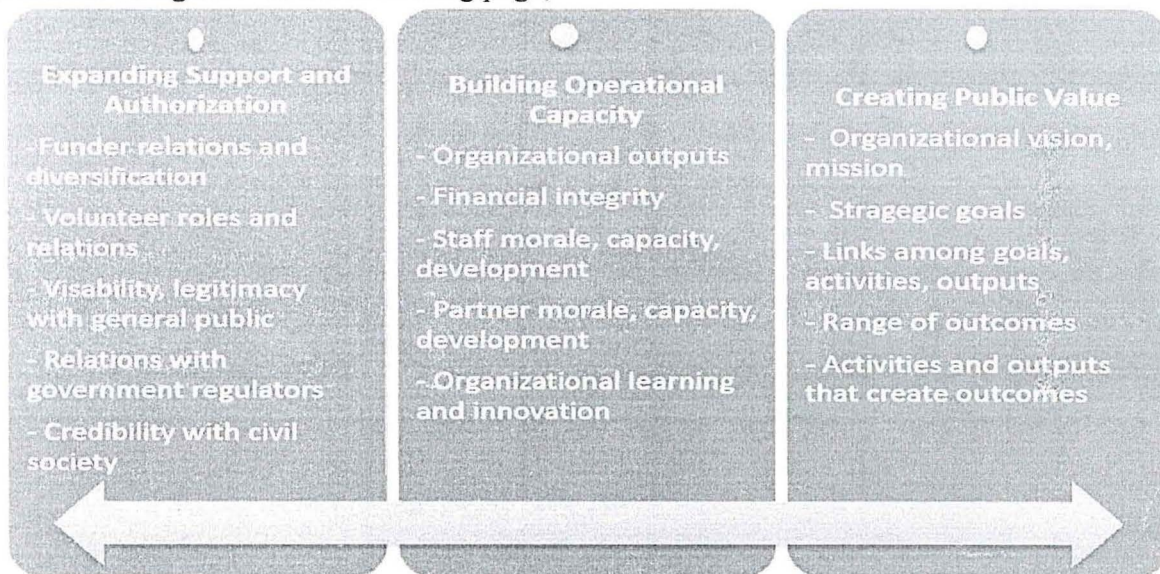 page,
Expanding Support and
Authorization
- Funder relations and
diversification
- Volunteer roles and
relations
- Visability, legitimacy
with general public
- Relations with
government regulators
- Credibility with civil
society
Building Operational
Capacity
- Organizational outputs
- Financial integrity
- Staff morale, capacity,
development
- Partner morale, capacity,
development
- Organizational learning
and innovation
Creating Public Value
- Organizational vision,
mission
- Stragegic goals
- Links among goals,
activities, outputs
- Range of outcomes
- Activities and outputs
that create outcomes